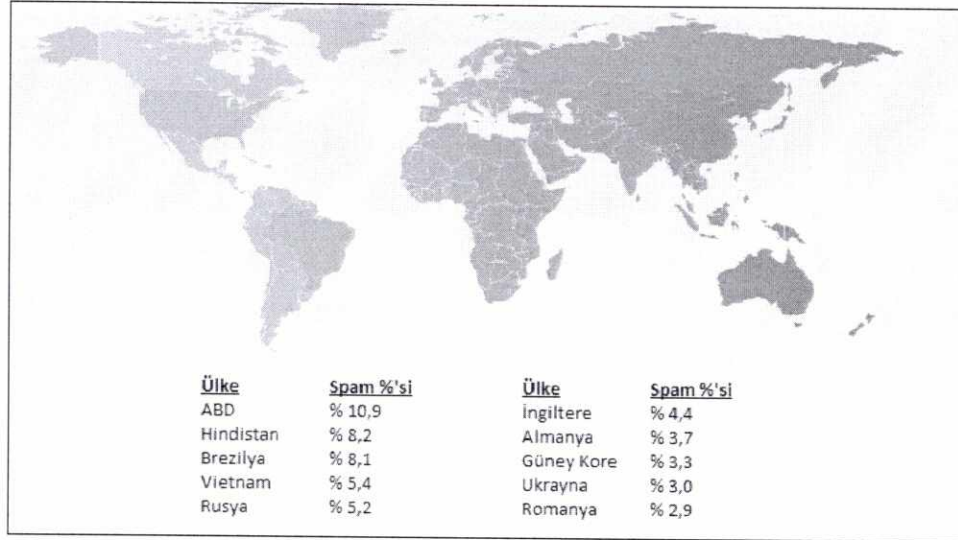 Ülke Spam %'si
ABD % 10,9
Hindistan % 8,2
Brezilya % 8,1
Vietnam % 5,4
Rusya % 5,2
Ülke Spam %'si
İngiltere % 4,4
Almanya % 3,7
Güney Kore % 3,3
Ukrayna % 3,0
Romanya % 2,9